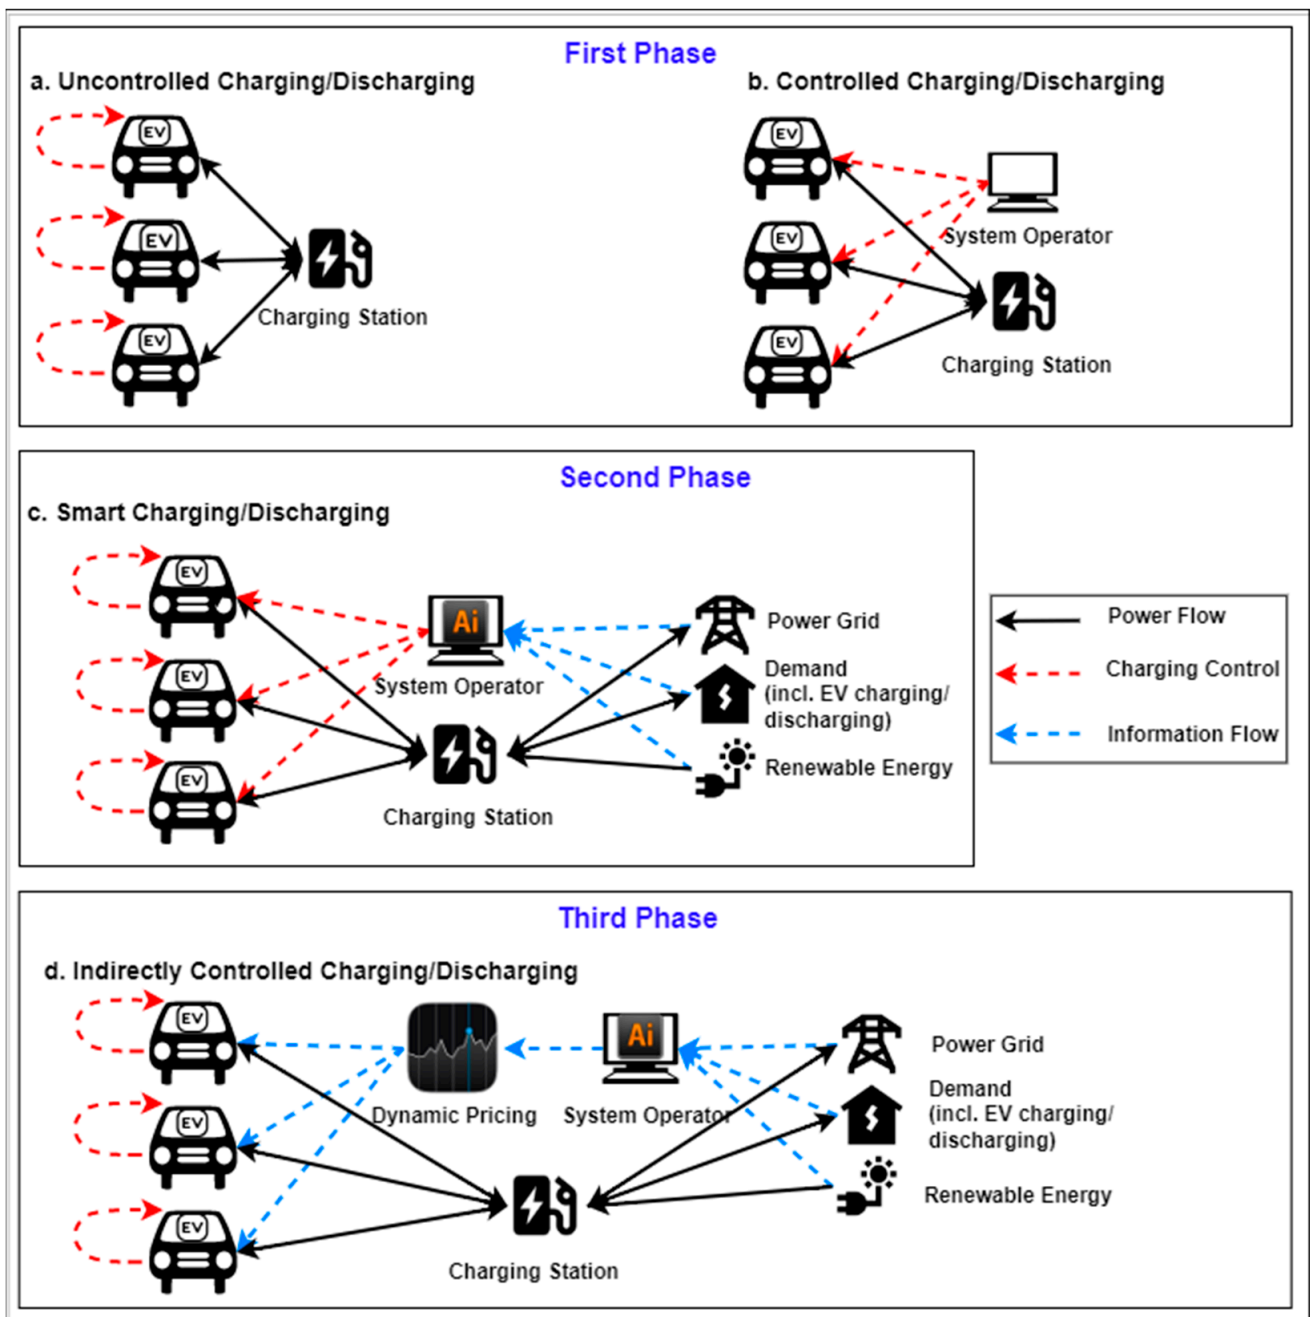 First Phase
a. Uncontrolled Charging/Discharging
EV
EV
EV
Charging Station
b. Controlled Charging/Discharging
EV
EV
EV
System Operator
Charging Station
Second Phase
c. Smart Charging/Discharging
EV
EV
EV
Ai
System Operator
Charging Station
Power Grid
Demand
(incl. EV charging/
discharging)
Renewable Energy
Power Flow
Charging Control
Information Flow
Third Phase
d. Indirectly Controlled Charging/Discharging
EV
EV
EV
Dynamic Pricing
Ai
System Operator
Charging Station
Power Grid
Demand
(incl. EV charging/
discharging)
Renewable Energy